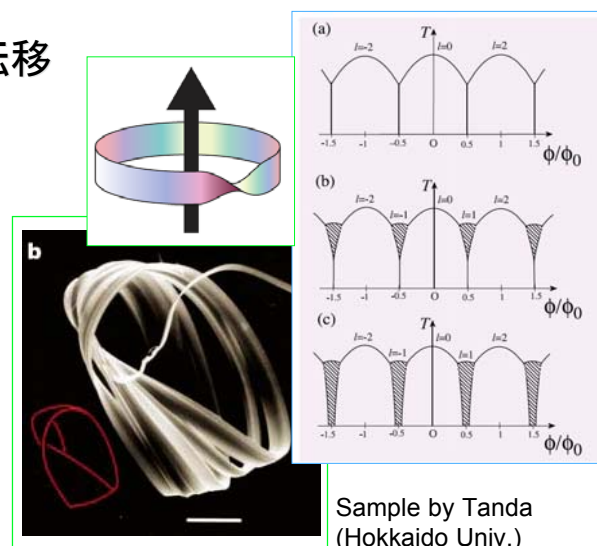 移
(a)
T
l=-2 l=0 l=2
-1.5 -1 -0.5 O 0.5 1 1.5
ϕ/ϕ₀
(b)
T
l=-2 l=-1 l=0 l=1 l=2
-1.5 -1 -0.5 O 0.5 1 1.5
ϕ/ϕ₀
(c)
T
l=-2 l=-1 l=0 l=1 l=2
-1.5 -1 -0.5 O 0.5 1 1.5
ϕ/ϕ₀
b
Sample by Tanda
(Hokkaido Univ.)